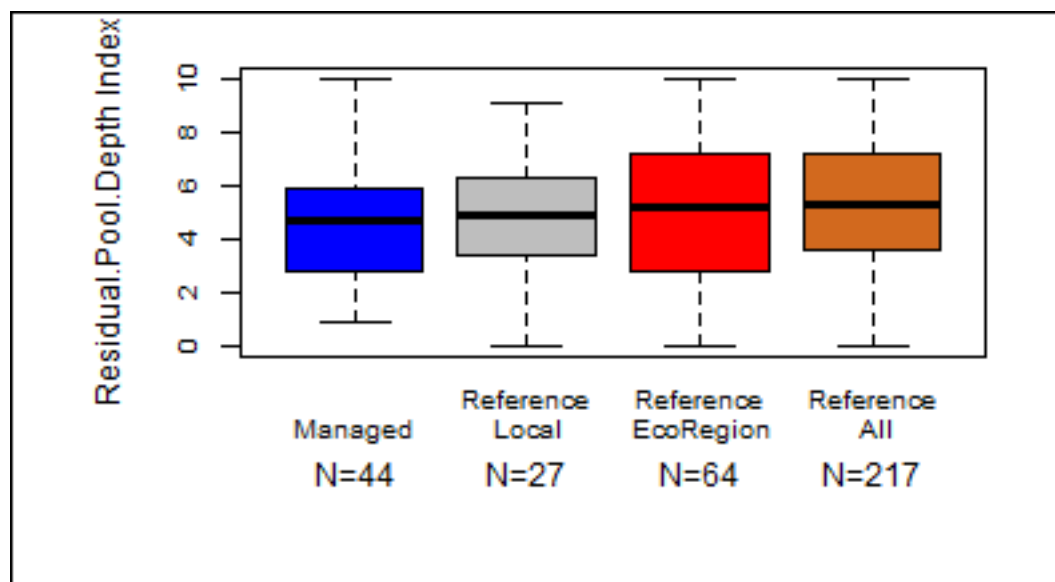 Residual.Pool.Depth Index
10
8
6
4
2
0
Managed
Reference
Local
Reference
EcoRegion
Reference
All
N=44
N=27
N=64
N=217